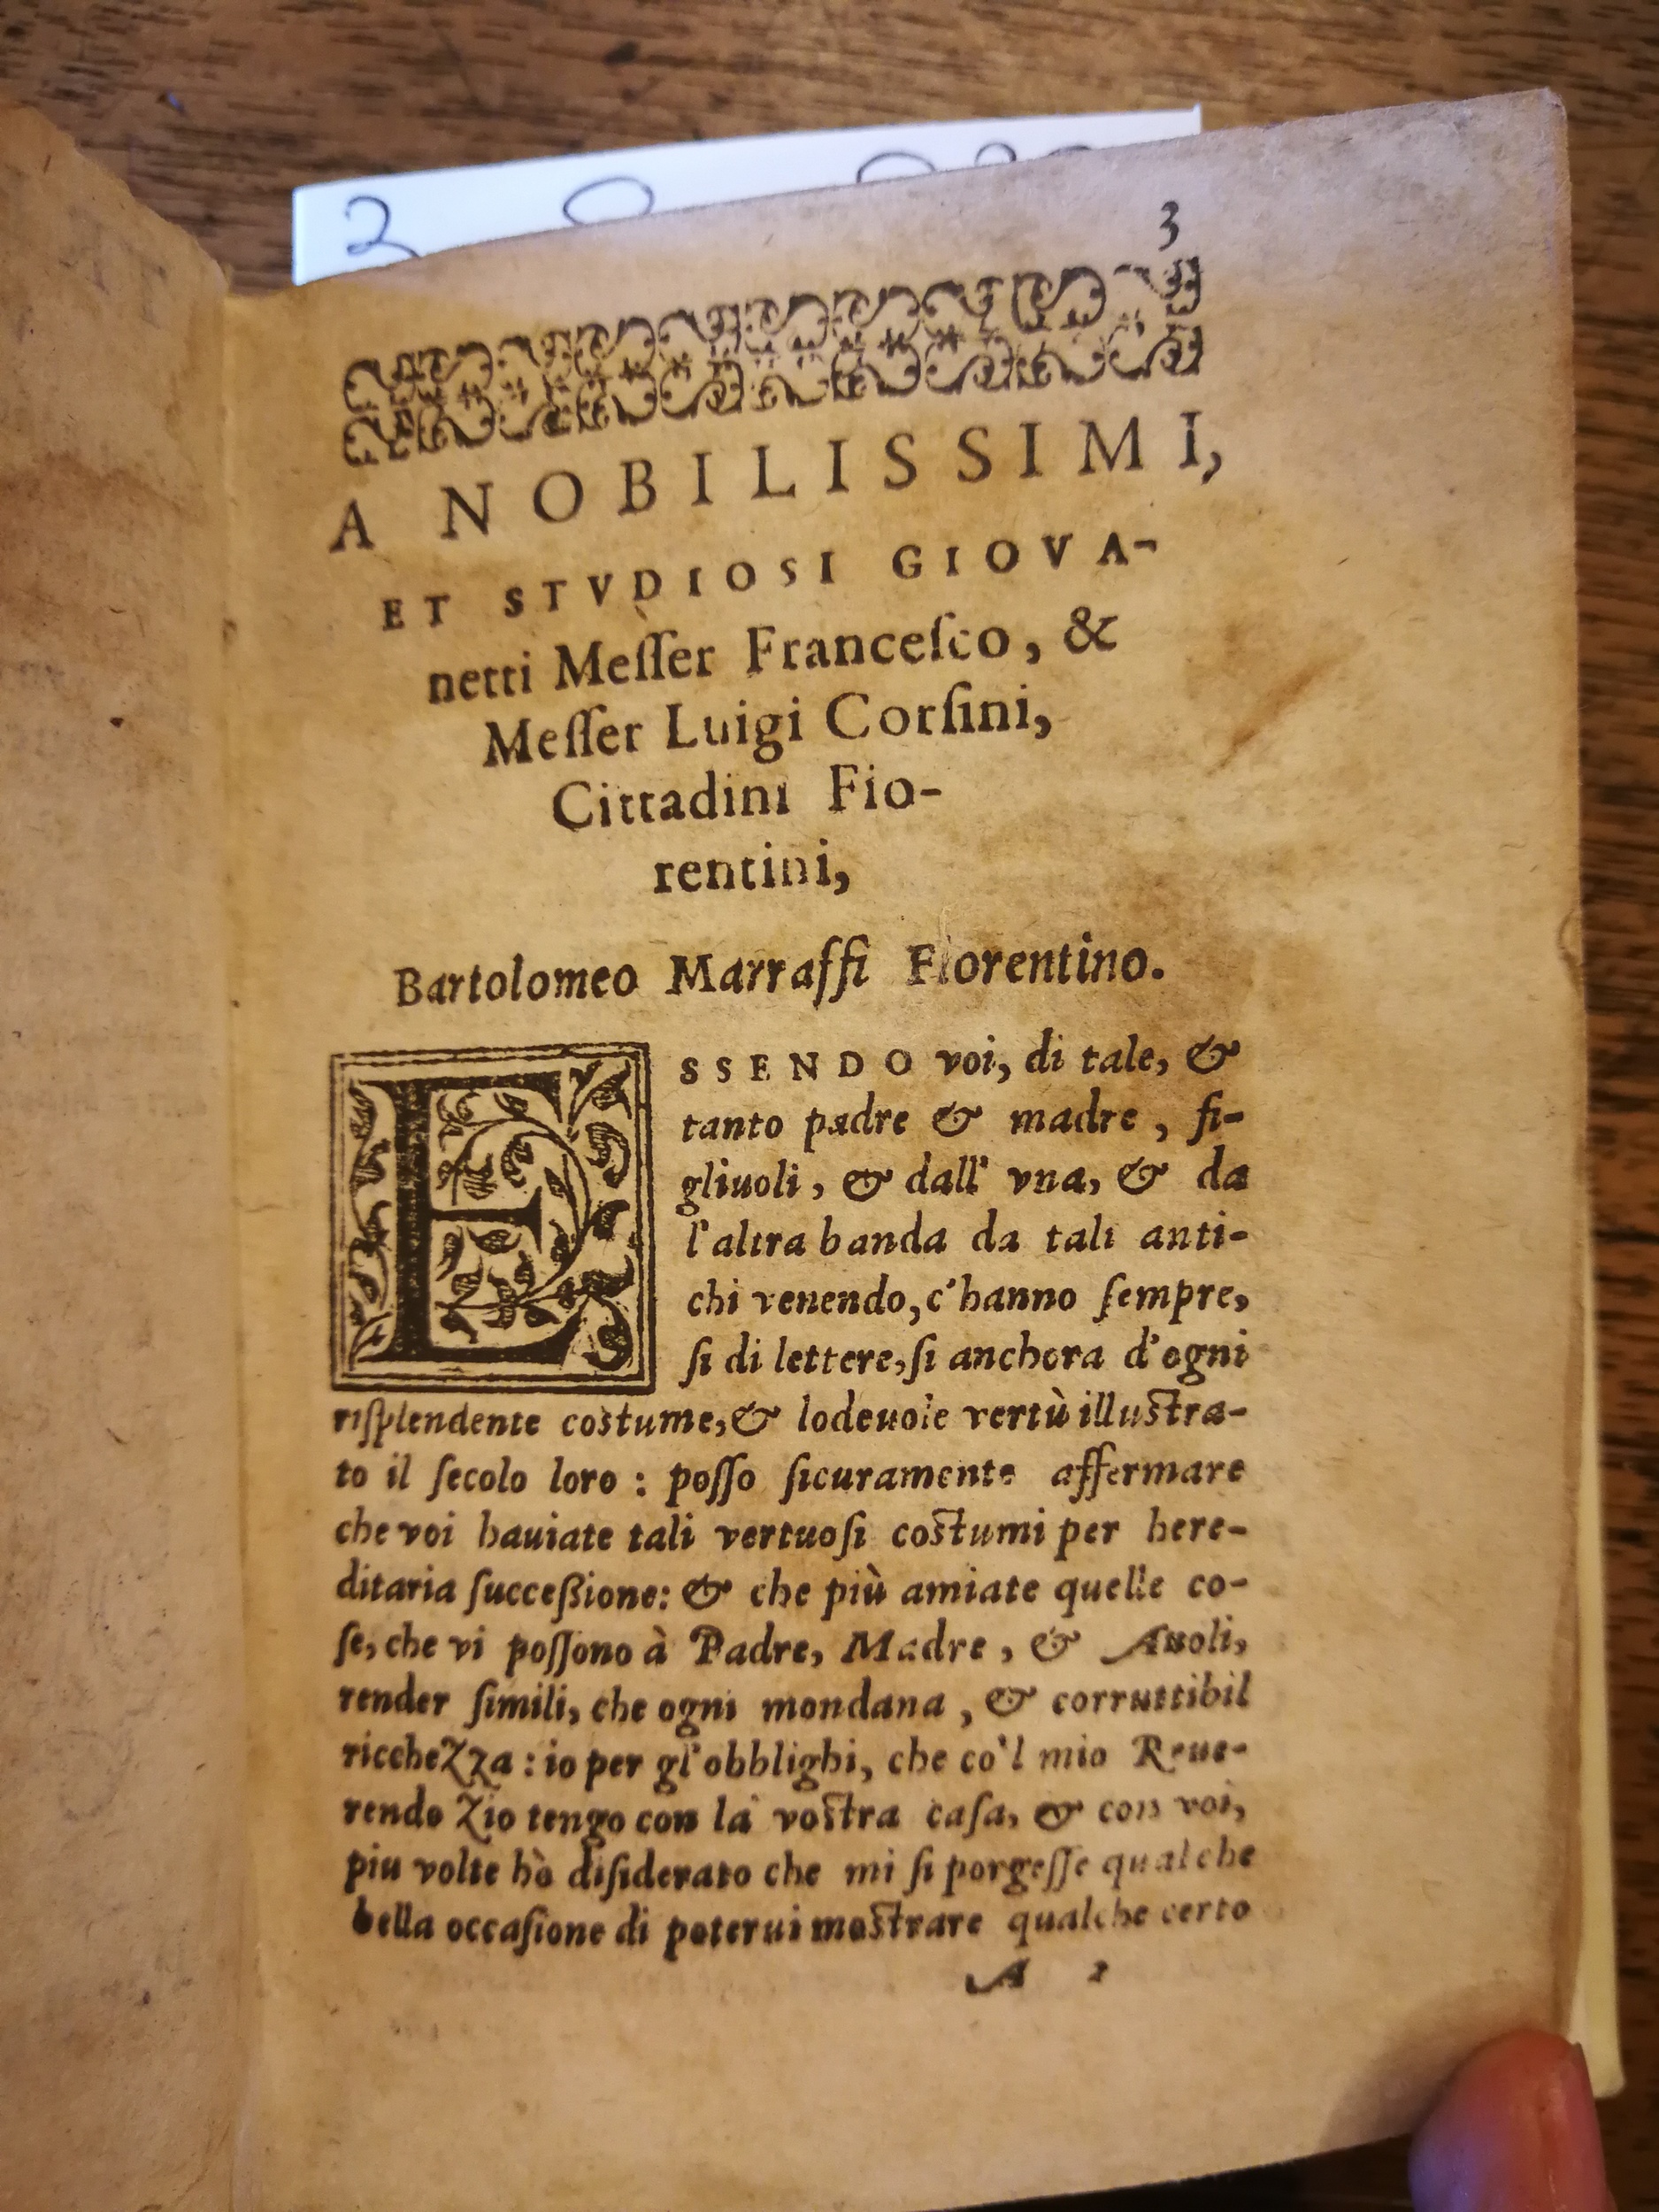 3
A NOBILISSIMI,
ET STVDIOSI GIOVA-
netti Meſſer Franceſco, &
Meſſer Luigi Corſini,
Cittadini Fio-
rentini,
Bartolomeo Marraffi Fiorentino.
ESSENDO voi, di tale, &
tanto padre & madre, fi-
gliuoli, & dall' vna, & da
l'altra banda da tali anti-
chi venendo, c'hanno ſempre,
ſi di lettere, ſi anchora d'ogni
riſplendente costume, & lodeuole vertù illustra-
to il ſecolo loro : poſſo ſicuramente affermare
che voi hauiate tali vertuoſi costumi per here-
ditaria ſucceßione: & che più amiate quelle co-
ſe, che vi poſſono à Padre, Madre, & Auoli,
render ſimili, che ogni mondana, & corruttibil
ricchezza : io per gl'obblighi, che co'l mio Reue-
rendo Zio tengo con la vostra caſa, & con voi,
piu volte hò diſiderato che mi ſi porgeſſe qualche
bella occaſione di poterui mostrare qualche certo
A 2